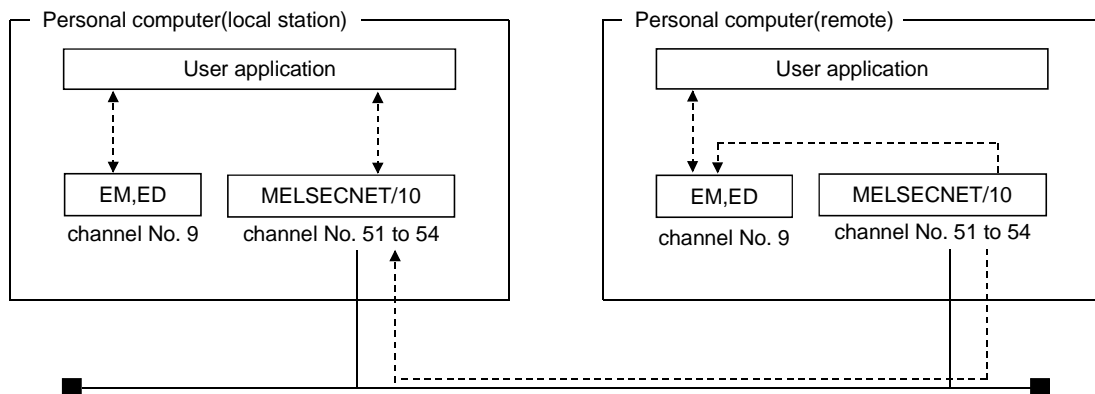 Personal computer(local station)
User application
EM,ED
channel No. 9
MELSECNET/10
channel No. 51 to 54
Personal computer(remote)
User application
EM,ED
channel No. 9
MELSECNET/10
channel No. 51 to 54